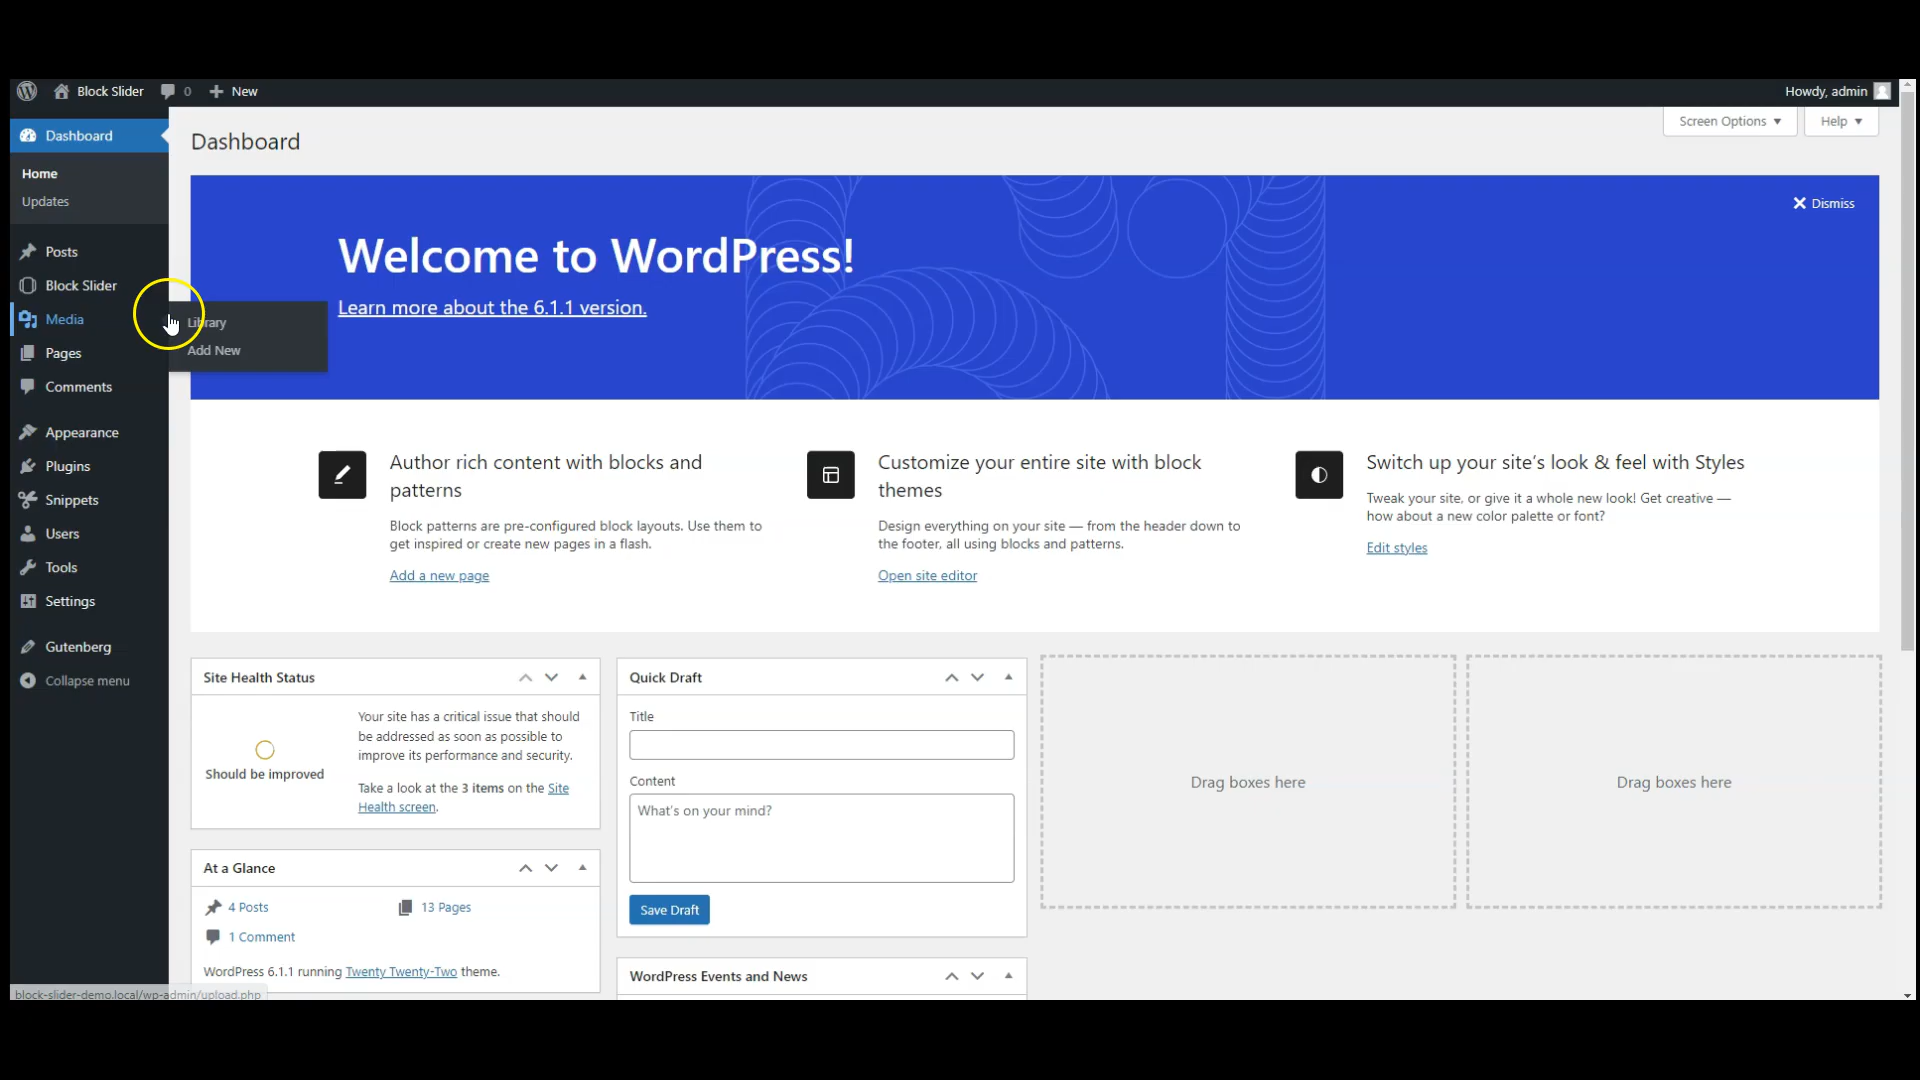 Block Slider 0 New Howdy, admin
Screen Options Help
Dashboard
Home
Updates
Posts
Block Slider
Media
Pages
Comments
Appearance
Plugins
Snippets
Users
Tools
Settings
Gutenberg
Collapse menu
Library
Add New
Dashboard
Dismiss
Welcome to WordPress!
Learn more about the 6.1.1 version.
Author rich content with blocks and
patterns
Block patterns are pre-configured block layouts. Use them to
get inspired or create new pages in a flash.
Add a new page
Customize your entire site with block
themes
Design everything on your site — from the header down to
the footer, all using blocks and patterns.
Open site editor
Switch up your site's look & feel with Styles
Tweak your site, or give it a whole new look! Get creative —
how about a new color palette or font?
Edit styles
Site Health Status
Should be improved
Your site has a critical issue that should
be addressed as soon as possible to
improve its performance and security.
Take a look at the 3 items on the Site
Health screen.
At a Glance
4 Posts 13 Pages
1 Comment
WordPress 6.1.1 running Twenty Twenty-Two theme.
Quick Draft
Title
Content
What's on your mind?
Save Draft
WordPress Events and News
Drag boxes here
Drag boxes here
block-slider-demo.local/wp-admin/upload.php